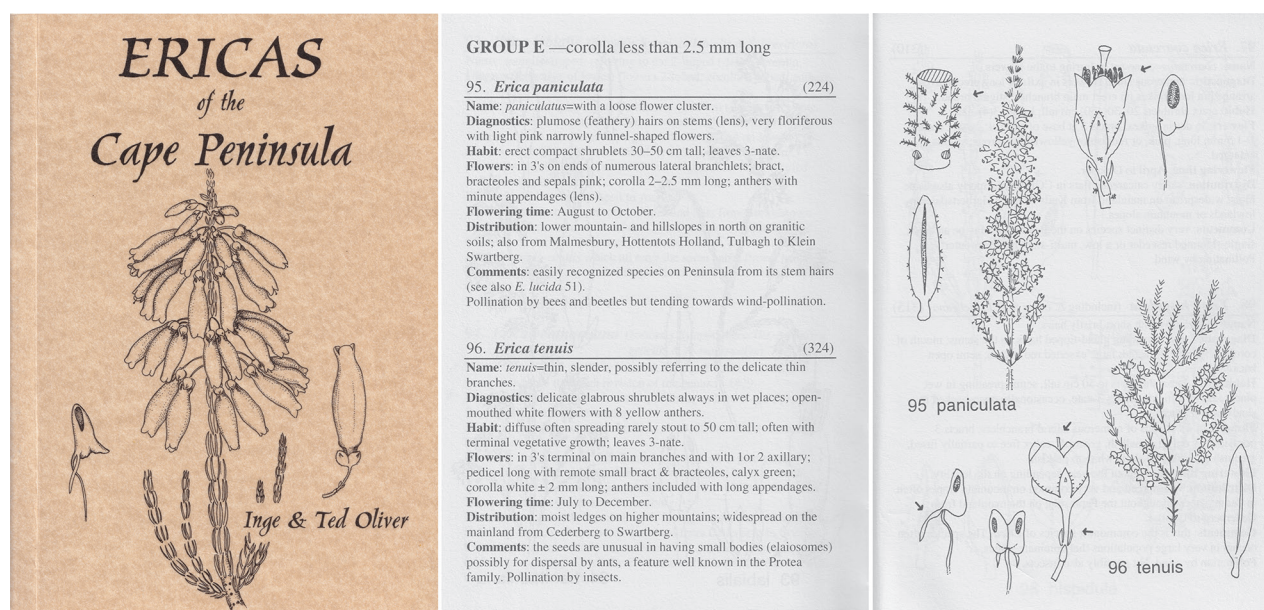 ERICAS
of the
Cape Peninsula
Inge & Ted Oliver
GROUP E —corolla less than 2.5 mm long
95. Erica paniculata (224)
Name: paniculatus=with a loose flower cluster.
Diagnostics: plumose (feathery) hairs on stems (lens), very floriferous
with light pink narrowly funnel-shaped flowers.
Habit: erect compact shrublets 30–50 cm tall; leaves 3-nate.
Flowers: in 3's on ends of numerous lateral branchlets; bract,
bracteoles and sepals pink; corolla 2–2.5 mm long; anthers with
minute appendages (lens).
Flowering time: August to October.
Distribution: lower mountain- and hillslopes in north on granitic
soils; also from Malmesbury, Hottentots Holland, Tulbagh to Klein
Swartberg.
Comments: easily recognized species on Peninsula from its stem hairs
(see also E. lucida 51).
Pollination by bees and beetles but tending towards wind-pollination.
96. Erica tenuis (324)
Name: tenuis=thin, slender, possibly referring to the delicate thin
branches.
Diagnostics: delicate glabrous shrublets always in wet places; open-
mouthed white flowers with 8 yellow anthers.
Habit: diffuse often spreading rarely stout to 50 cm tall; often with
terminal vegetative growth; leaves 3-nate.
Flowers: in 3's terminal on main branches and with 1or 2 axillary;
pedicel long with remote small bract & bracteoles, calyx green;
corolla white ± 2 mm long; anthers included with long appendages.
Flowering time: July to December.
Distribution: moist ledges on higher mountains; widespread on the
mainland from Cederberg to Swartberg.
Comments: the seeds are unusual in having small bodies (elaiosomes)
possibly for dispersal by ants, a feature well known in the Protea
family. Pollination by insects.
95 paniculata
96 tenuis